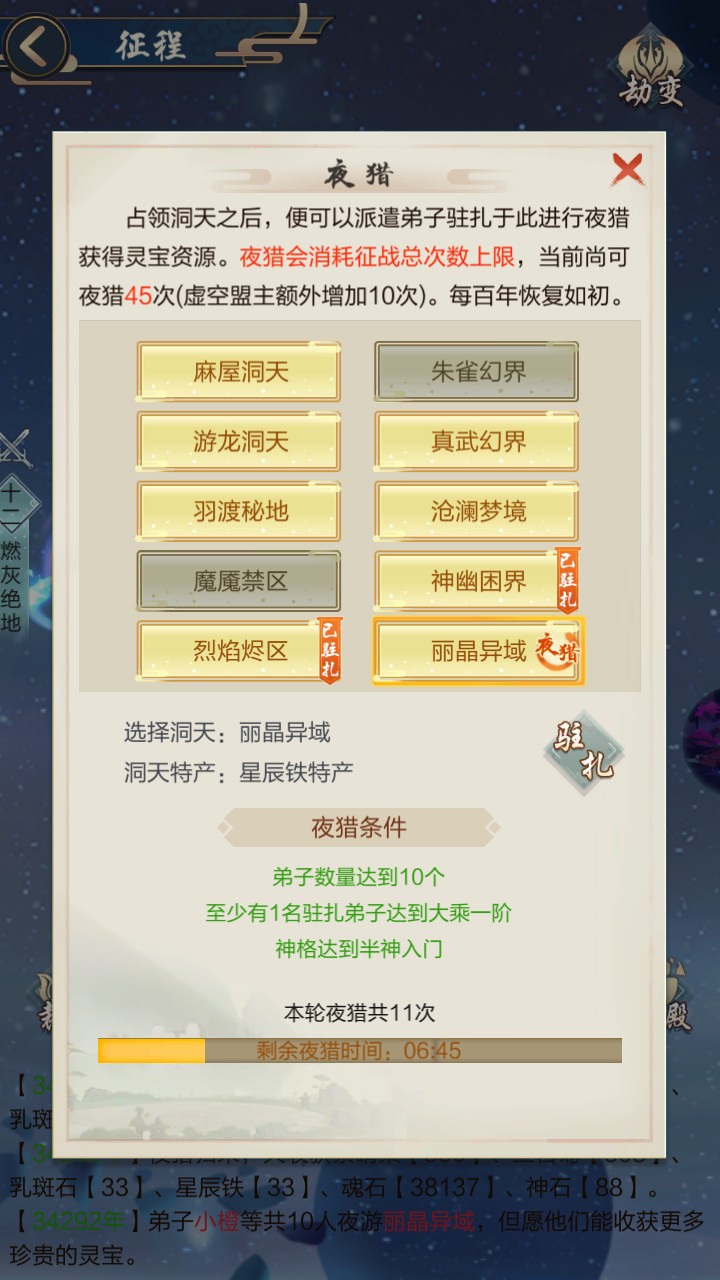 征程
劫变
夜猎
占领洞天之后，便可以派遣弟子驻扎于此进行夜猎
获得灵宝资源。夜猎会消耗征战总次数上限，当前尚可
夜猎45次(虚空盟主额外增加10次)。每百年恢复如初。
麻屋洞天
朱雀幻界
游龙洞天
真武幻界
羽渡秘地
沧澜梦境
魔魇禁区
神幽困界
已驻扎
烈焰烬区
已驻扎
丽晶异域
夜猎
十二
燃灰绝地
选择洞天：丽晶异域
洞天特产：星辰铁特产
驻扎
夜猎条件
弟子数量达到10个
至少有1名驻扎弟子达到大乘一阶
神格达到半神入门
本轮夜猎共11次
剩余夜猎时间：06:45
殿
【34
、
乳斑
【34
、
乳斑石【33】、星辰铁【33】、魂石【38137】、神石【88】。
【34292年】弟子小橙等共10人夜游丽晶异域，但愿他们能收获更多
珍贵的灵宝。